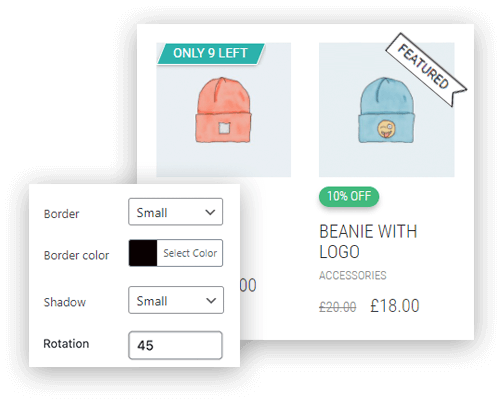 ONLY 9 LEFT
FEATURED
10% OFF
BEANIE WITH
LOGO
ACCESSORIES
£20.00 £18.00
00
Border Small
Border color Select Color
Shadow Small
Rotation 45